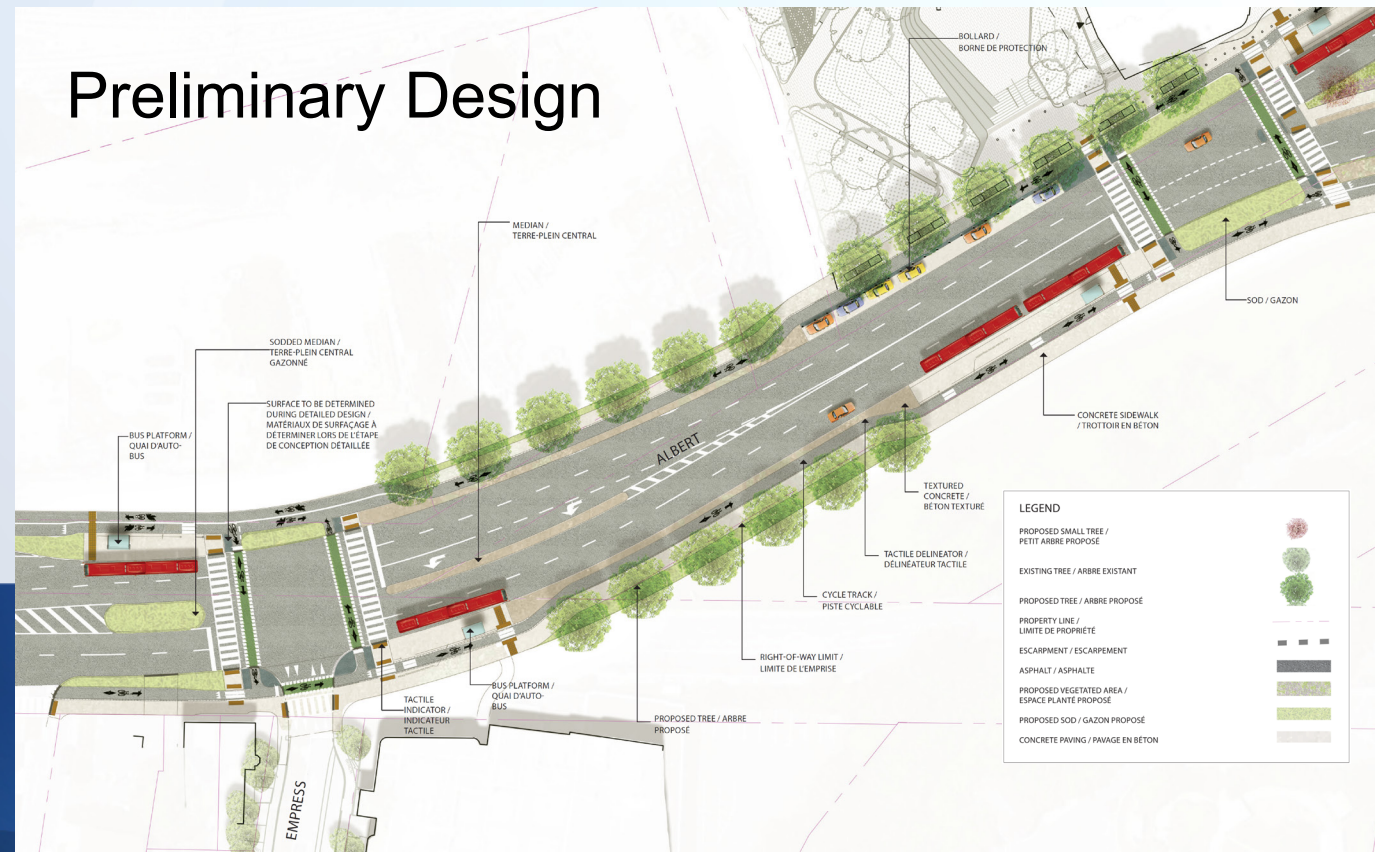 Preliminary Design
BOLLARD /
BORNE DE PROTECTION
MEDIAN /
TERRE-PLEIN CENTRAL
SOD / GAZON
SODDED MEDIAN /
TERRE-PLEIN CENTRAL
GAZONNÉ
SURFACE TO BE DETERMINED
DURING DETAILED DESIGN /
MATÉRIAUX DE SURFAÇAGE À
DÉTERMINER LORS DE L'ÉTAPE
DE CONCEPTION DÉTAILLÉE
BUS PLATFORM /
QUAI D'AUTO-
BUS
ALBERT
CONCRETE SIDEWALK
/ TROTTOIR EN BÉTON
TEXTURED
CONCRETE /
BÉTON TEXTURÉ
TACTILE DELINEATOR /
DÉLINÉATEUR TACTILE
CYCLE TRACK /
PISTE CYCLABLE
RIGHT-OF-WAY LIMIT /
LIMITE DE L'EMPRISE
BUS PLATFORM /
QUAI D'AUTO-
BUS
TACTILE
INDICATOR /
INDICATEUR
TACTILE
PROPOSED TREE / ARBRE
PROPOSÉ
EMPRESS
LEGEND
PROPOSED SMALL TREE /
PETIT ARBRE PROPOSÉ
EXISTING TREE / ARBRE EXISTANT
PROPOSED TREE / ARBRE PROPOSÉ
PROPERTY LINE /
LIMITE DE PROPRIÉTÉ
ESCARPMENT / ESCARPEMENT
ASPHALT / ASPHALTE
PROPOSED VEGETATED AREA /
ESPACE PLANTÉ PROPOSÉ
PROPOSED SOD / GAZON PROPOSÉ
CONCRETE PAVING / PAVAGE EN BÉTON